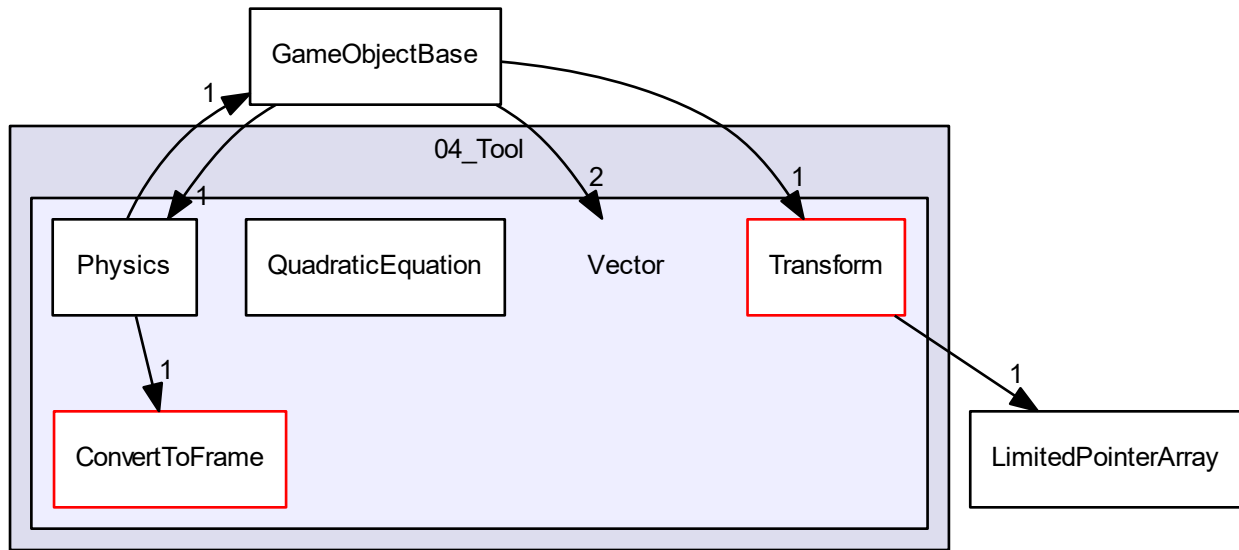 GameObjectBase
1
04_Tool
1
2
1
Physics
QuadraticEquation
Vector
Transform
1
1
ConvertToFrame
LimitedPointerArray